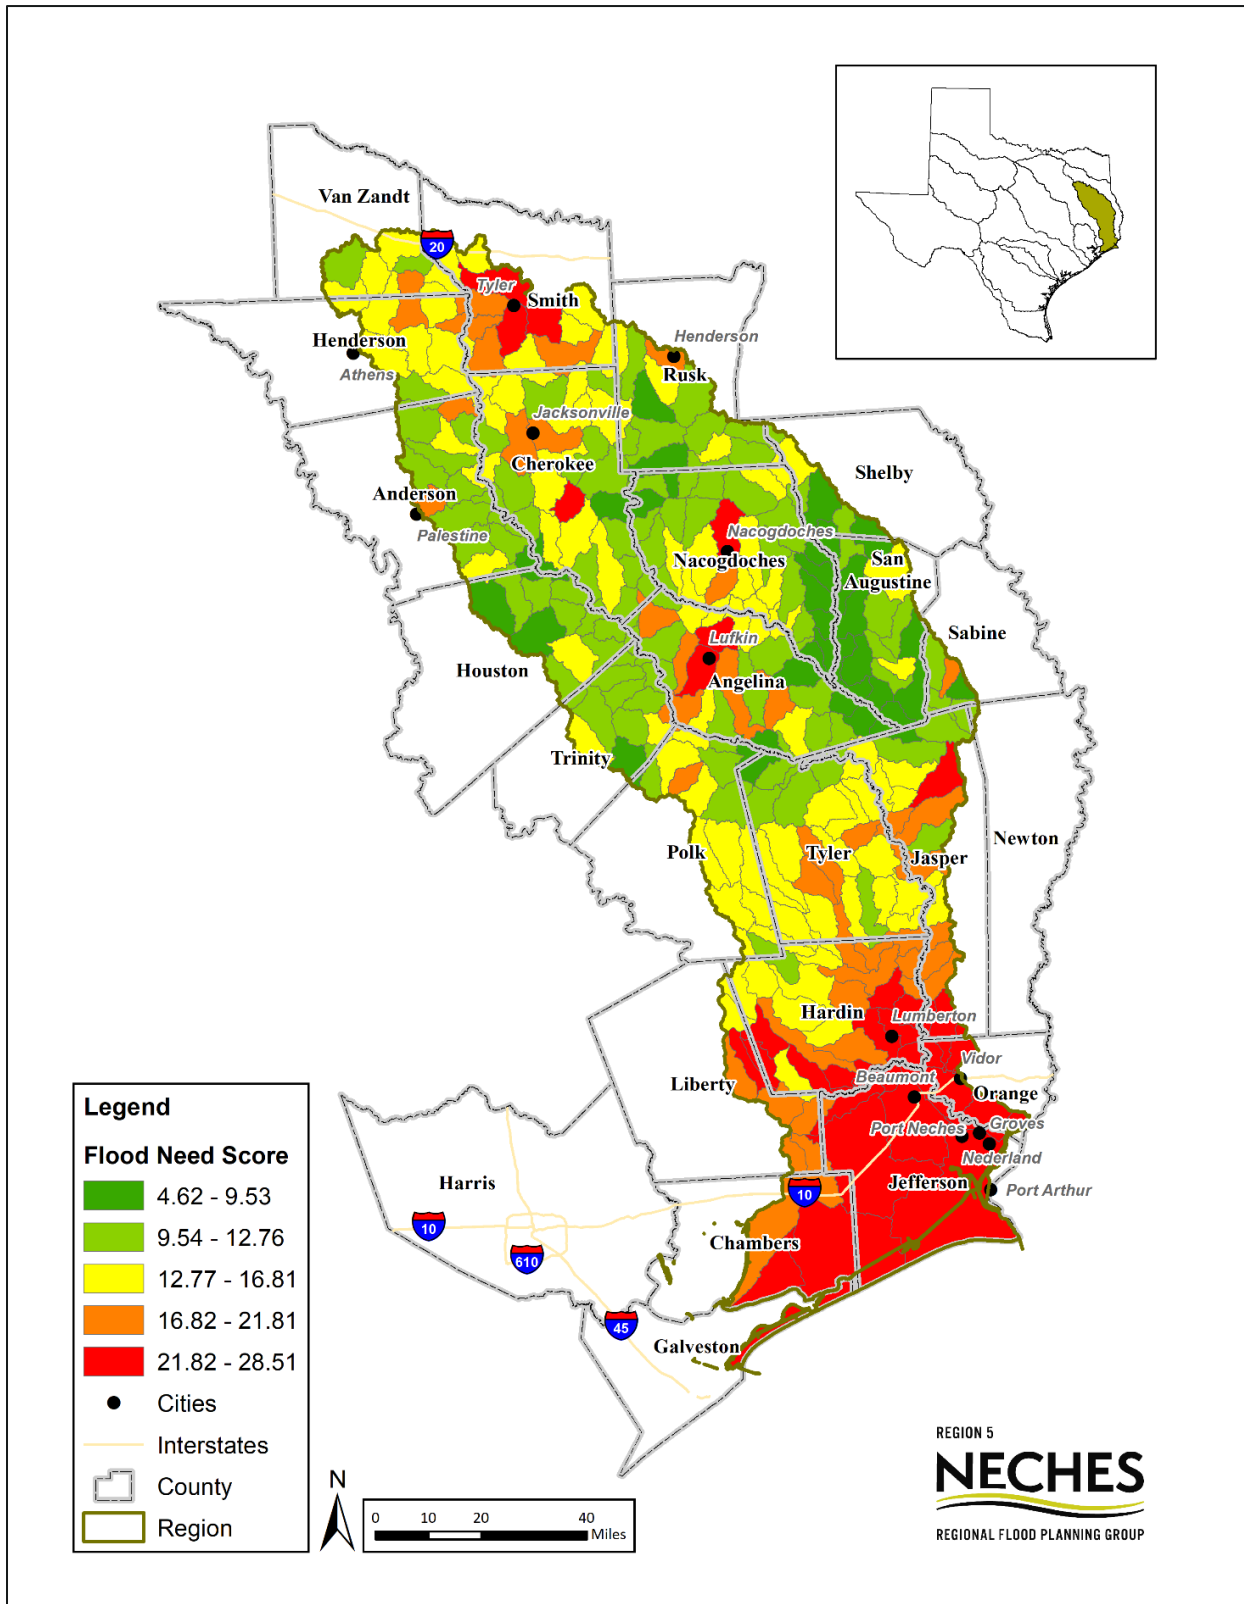 Van Zandt
20
Tyler
Smith
Henderson
Athens
Henderson
Rusk
Jacksonville
Cherokee
Shelby
Anderson
Palestine
Nacogdoches
Nacogdoches
San
Augustine
Sabine
Lufkin
Angelina
Houston
Trinity
Newton
Polk
Tyler
Jasper
Hardin
Lumberton
Vidor
Beaumont
Orange
Liberty
Port Neches
Groves
Nederland
Jefferson
Port Arthur
Harris
10
10
Chambers
610
45
Galveston
Legend
Flood Need Score
4.62 - 9.53
9.54 - 12.76
12.77 - 16.81
16.82 - 21.81
21.82 - 28.51
Cities
Interstates
County
Region
N
0 10 20 40
Miles
REGION 5
NECHES
REGIONAL FLOOD PLANNING GROUP